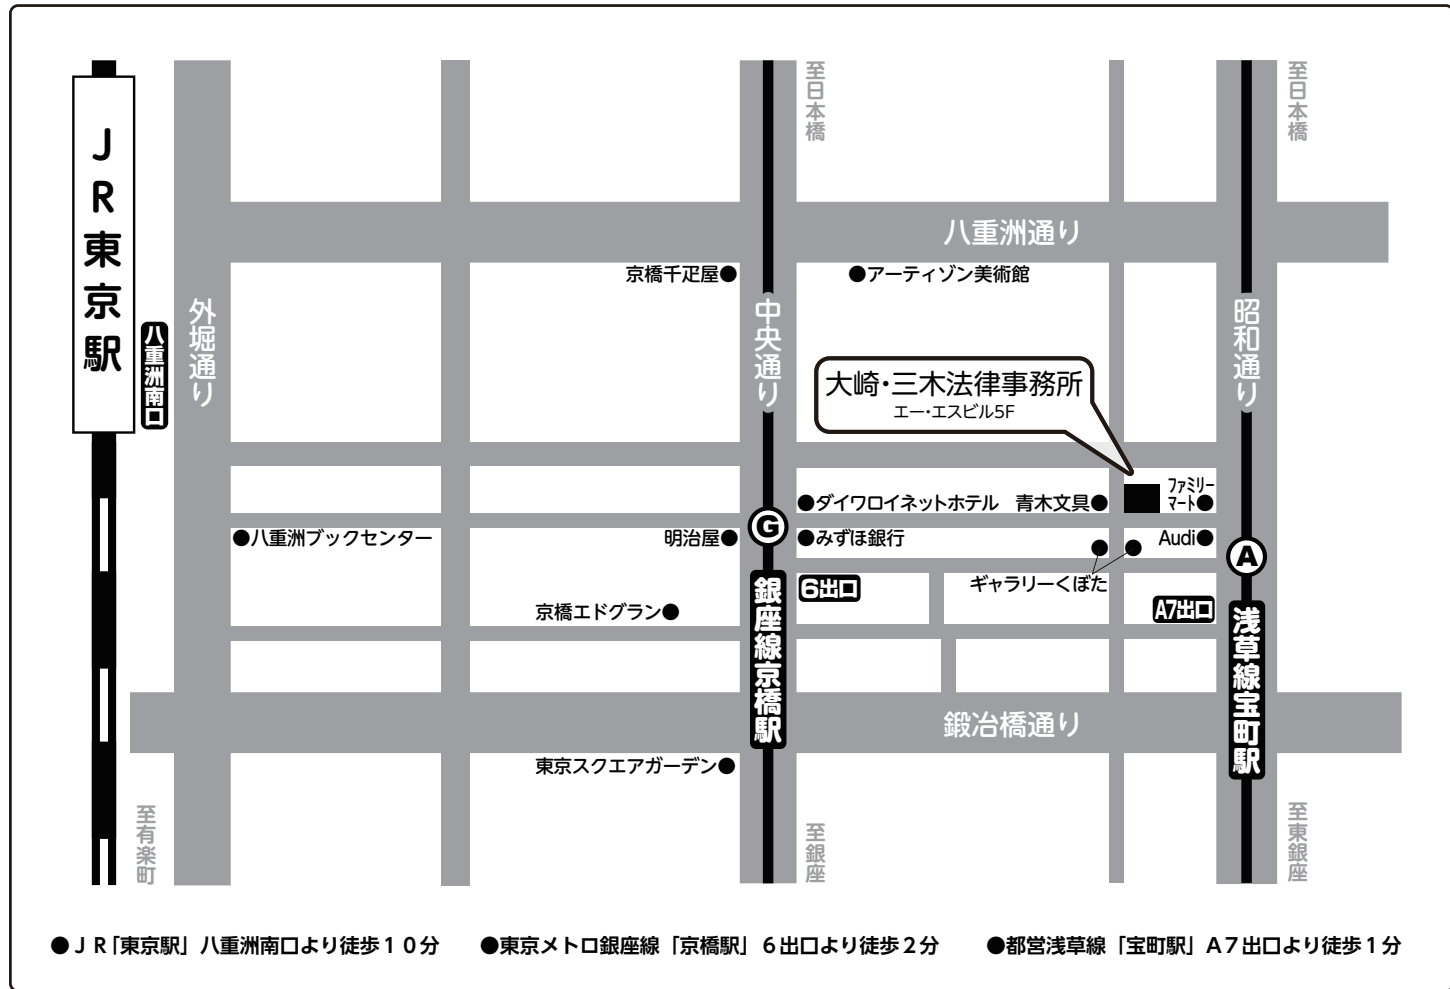 至日本橋
至日本橋
JR東京駅
八重洲通り
京橋千疋屋●
●アーティゾン美術館
外堀通り
中央通り
昭和通り
八重洲南口
大崎・三木法律事務所
エー・エスビル5F
ファミリー
マート●
●ダイワロイネットホテル
青木文具●
●八重洲ブックセンター
明治屋●
G
●みずほ銀行
Audi●
A
ギャラリーくぼた
6出口
A7出口
京橋エドグラン●
銀座線京橋駅
浅草線宝町駅
鍛冶橋通り
東京スクエアガーデン●
至有楽町
至銀座
至東銀座
●JR「東京駅」八重洲南口より徒歩10分
●東京メトロ銀座線「京橋駅」6出口より徒歩2分
●都営浅草線「宝町駅」A7出口より徒歩1分